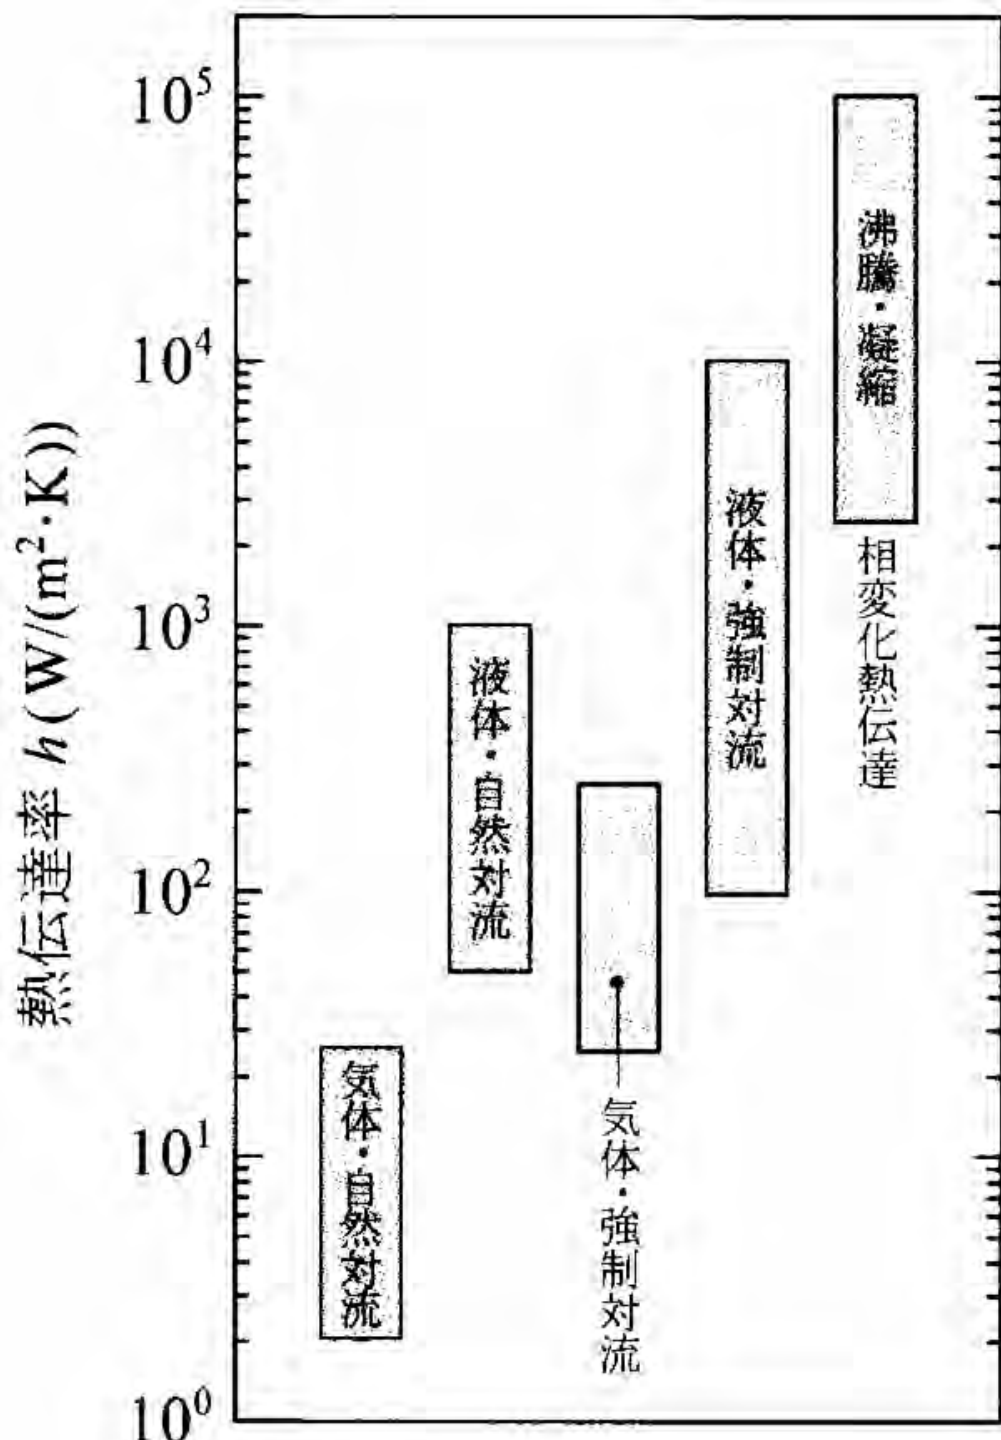 熱伝達率 h(W/(m²·K))
10⁵
10⁴
10³
10²
10¹
10⁰
気体・自然対流
液体・自然対流
気体・強制対流
液体・強制対流
沸騰・凝縮
相変化熱伝達